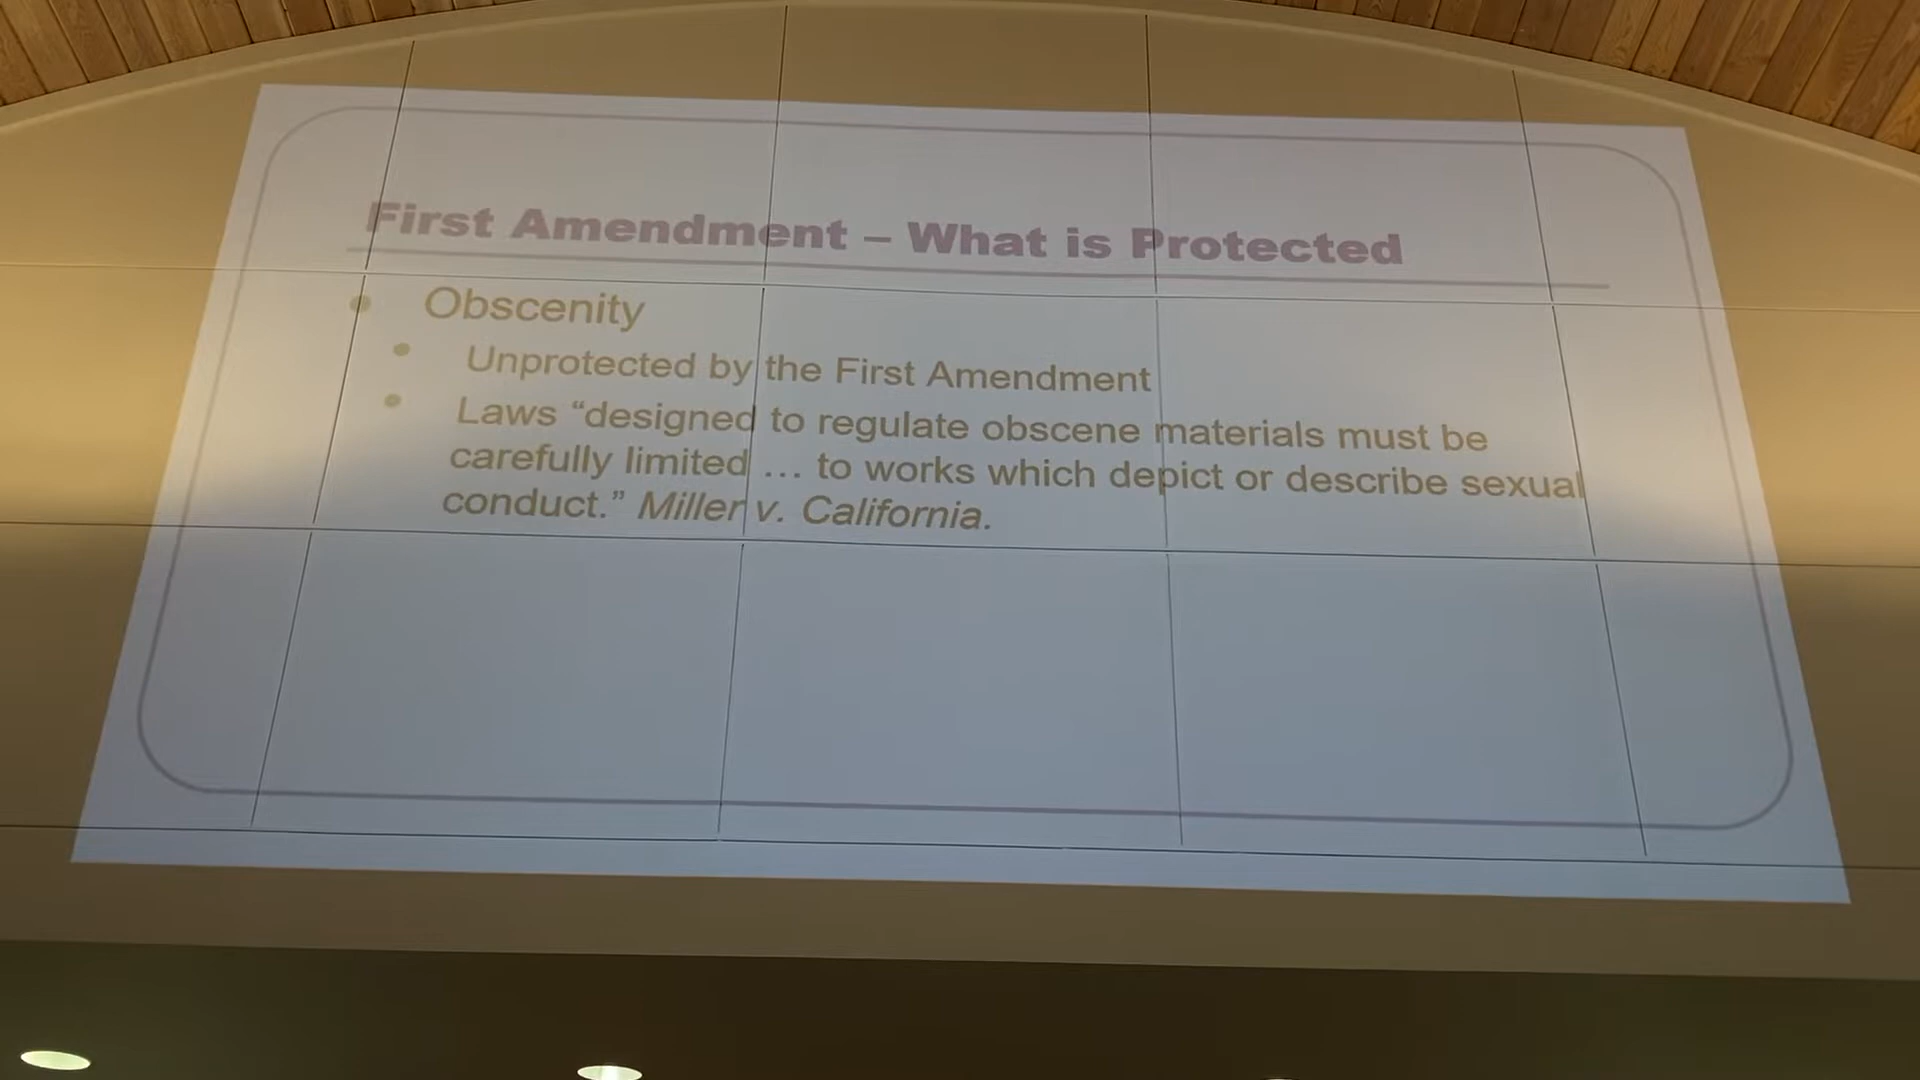 First Amendment – What is Protected
• Obscenity
• Unprotected by the First Amendment
• Laws “designed to regulate obscene materials must be
carefully limited … to works which depict or describe sexual
conduct.” Miller v. California.